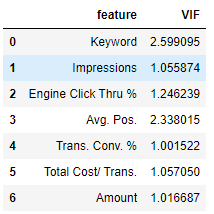 feature VIF
0 Keyword 2.599095
1 Impressions 1.055874
2 Engine Click Thru % 1.246239
3 Avg. Pos. 2.338015
4 Trans. Conv. % 1.001522
5 Total Cost/ Trans. 1.057050
6 Amount 1.016687